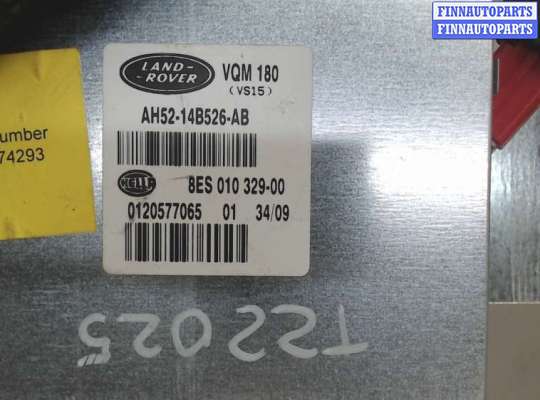 FINNAUTOPARTS
FINNAUTOPARTS
FINNAUTOPARTS
LAND-
-ROVER
VQM 180
(VS15)
AH52-14B526-AB
umber
74293
HELLA
8ES 010 329-00
0120577065 01 34/09
T22025